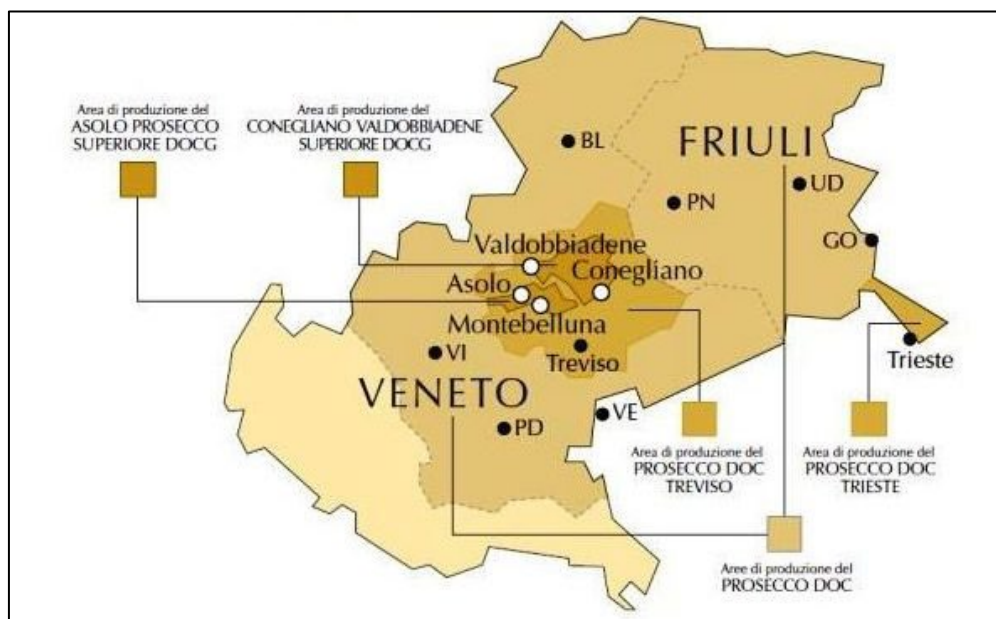 Area di produzione del
ASOLO PROSECCO
SUPERIORE DOCG
Area di produzione del
CONEGLIANO VALDOBBIADENE
SUPERIORE DOCG
BL
FRIULI
UD
PN
GO
Valdobbiadene
Conegliano
Asolo
Montebelluna
Treviso
Trieste
VI
VENETO
VE
PD
Area di produzione del
PROSECCO DOC
TREVISO
Area di produzione del
PROSECCO DOC
TRIESTE
Aree di produzione del
PROSECCO DOC